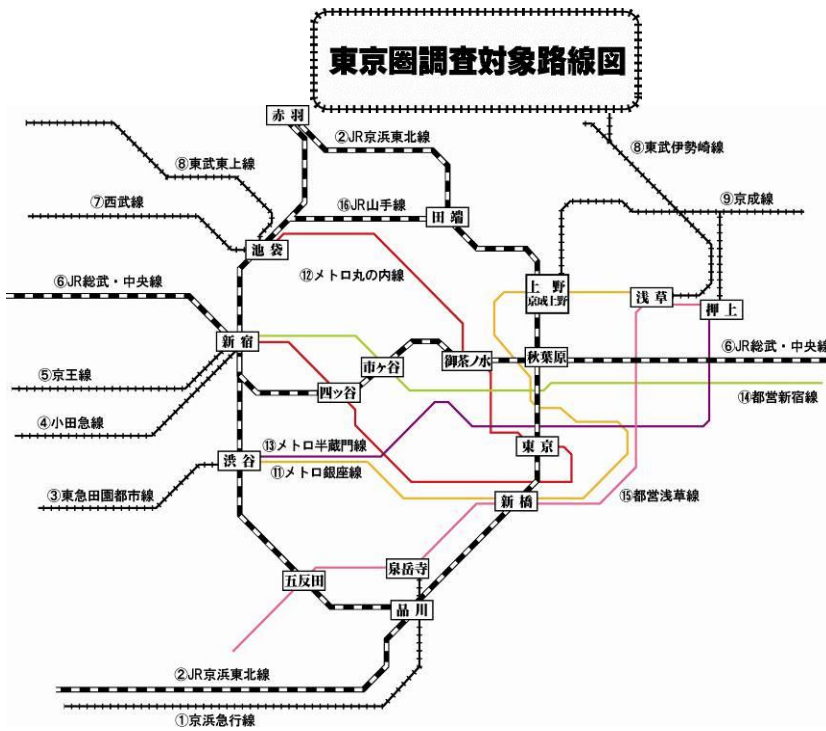 東京圏調査対象路線図
赤羽
②JR京浜東北線
⑧東武伊勢崎線
⑧東武東上線
⑨京成線
⑦西武線
⑯JR山手線
田端
池袋
⑫メトロ丸の内線
⑥JR総武・中央線
上野
京成上野
浅草
押上
新宿
市ヶ谷
御茶ノ水
秋葉原
⑥JR総武・中央線
⑤京王線
四ッ谷
⑭都営新宿線
④小田急線
⑬メトロ半蔵門線
東京
渋谷
⑪メトロ銀座線
③東急田園都市線
新橋
⑮都営浅草線
泉岳寺
五反田
品川
②JR京浜東北線
①京浜急行線